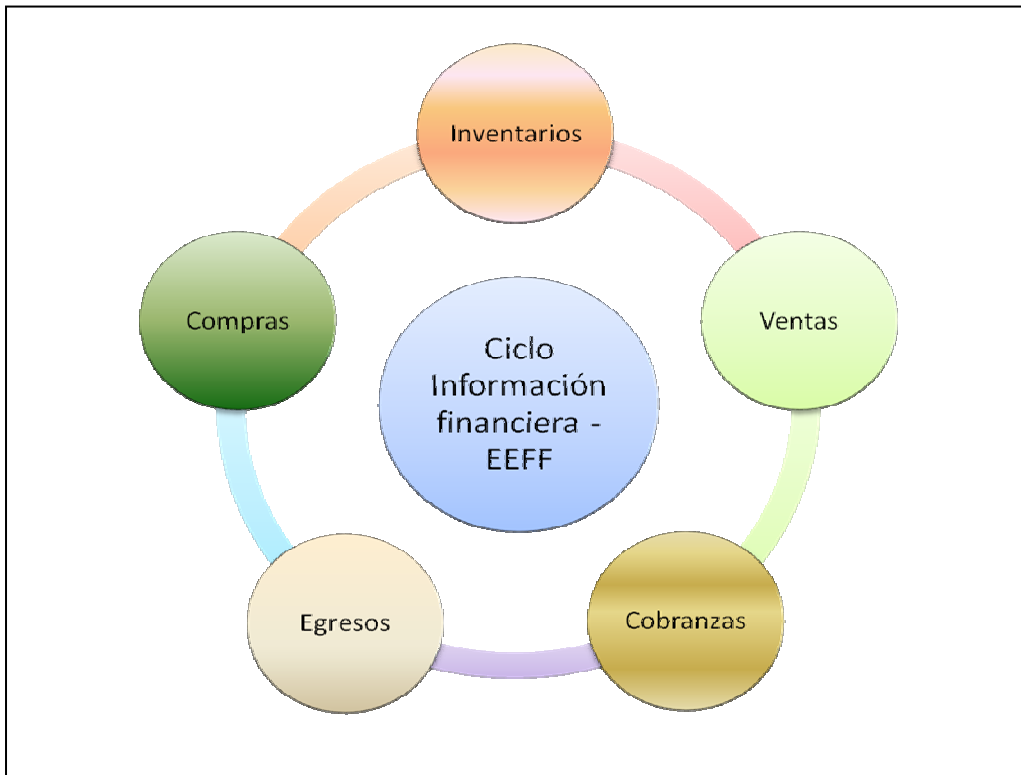 Inventarios
Compras
Ventas
Ciclo
Información
financiera -
EEFF
Egresos
Cobranzas